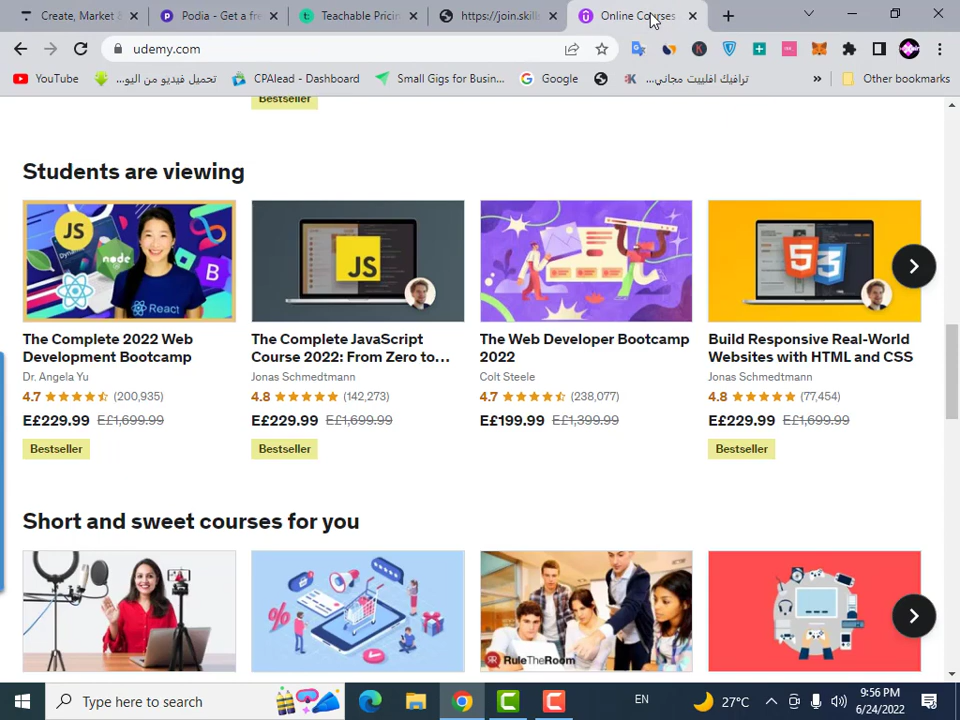 Create, Market &
Podia - Get a fre
Teachable Pricin
https://join.skills
Online Courses
udemy.com
YouTube
تحميل فيديو من اليو...
CPAlead - Dashboard
Small Gigs for Busin...
Google
ترافيك افلييت مجاني...
»
Other bookmarks
Bestseller
Students are viewing
JS
node
React
B
The Complete 2022 Web
Development Bootcamp
Dr. Angela Yu
4.7 (200,935)
E£229.99 E£1,699.99
Bestseller
JS
The Complete JavaScript
Course 2022: From Zero to...
Jonas Schmedtmann
4.8 (142,273)
E£229.99 E£1,699.99
Bestseller
The Web Developer Bootcamp
2022
Colt Steele
4.7 (238,077)
E£199.99 E£1,399.99
5 3
Build Responsive Real-World
Websites with HTML and CSS
Jonas Schmedtmann
4.8 (77,454)
E£229.99 E£1,699.99
Bestseller
Short and sweet courses for you
%
RuleTheRoom
Type here to search
EN
27°C
9:56 PM
6/24/2022